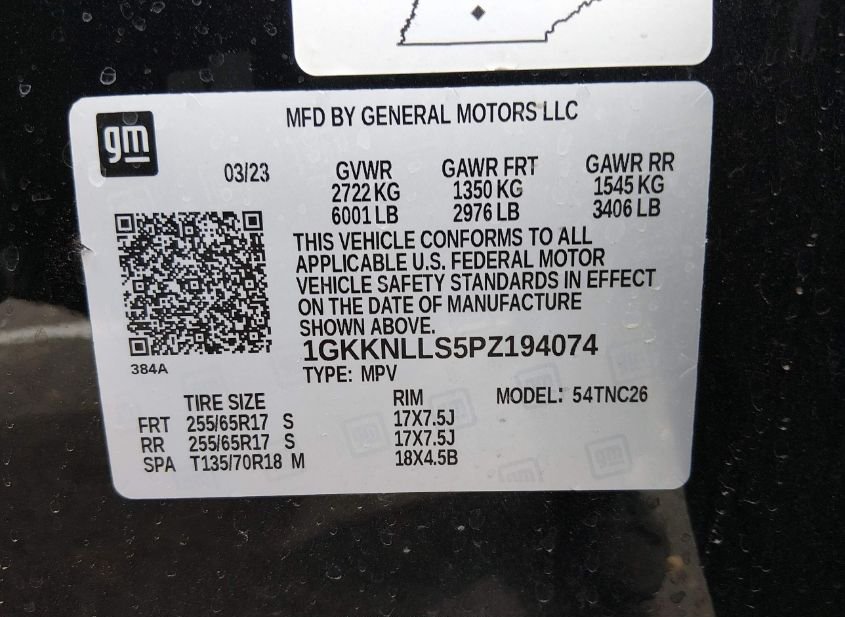 gm
MFD BY GENERAL MOTORS LLC
03/23
GVWR GAWR FRT GAWR RR
2722 KG 1350 KG 1545 KG
6001 LB 2976 LB 3406 LB
THIS VEHICLE CONFORMS TO ALL
APPLICABLE U.S. FEDERAL MOTOR
VEHICLE SAFETY STANDARDS IN EFFECT
ON THE DATE OF MANUFACTURE
SHOWN ABOVE.
1GKKNLLS5PZ194074
384A
TYPE: MPV
TIRE SIZE RIM MODEL: 54TNC26
FRT 255/65R17 S 17X7.5J
RR 255/65R17 S 17X7.5J
SPA T135/70R18 M 18X4.5B